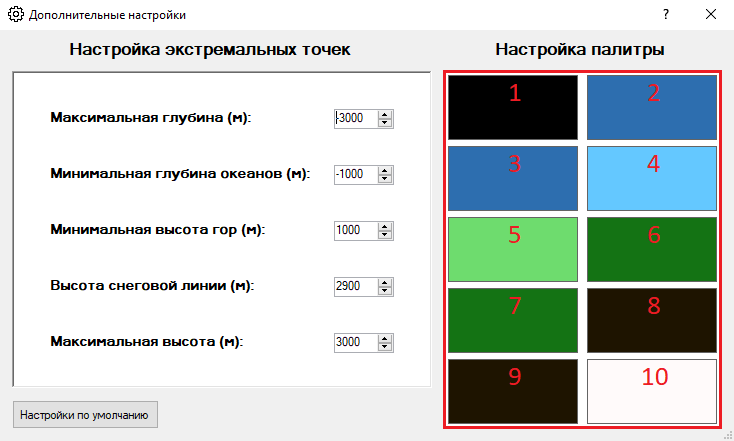 Дополнительные настройки
?
Настройка экстремальных точек
Настройка палитры
Максимальная глубина (м):
-3000
Минимальная глубина океанов (м):
-1000
Минимальная высота гор (м):
1000
Высота снеговой линии (м):
2900
Максимальная высота (м):
3000
Настройки по умолчанию
1
2
3
4
5
6
7
8
9
10